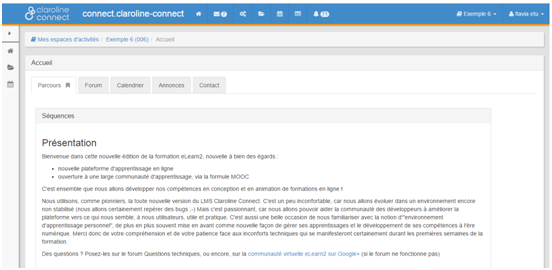 claroline
connect
connect.claroline-connect
Exemple 6
flavia etu
Mes espaces d'activités / Exemple 6 (006) / Accueil
Accueil
Parcours
Forum
Calendrier
Annonces
Contact
Séquences
Présentation
Bienvenue dans cette nouvelle édition de la formation eLearn2, nouvelle à bien des égards :
nouvelle plateforme d'apprentissage en ligne
ouverture à une large communauté d'apprentissage, via la formule MOOC
C'est ensemble que nous allons développer nos compétences en conception et en animation de formations en ligne !
Nous utilisons, comme pionniers, la toute nouvelle version du LMS Claroline Connect. C'est un peu inconfortable, car nous allons évoluer dans un environnement encore
non stabilisé (nous allons certainement repérer des bugs :-) Mais c'est passionnant, car nous allons pouvoir aider la communauté des développeurs à améliorer la
plateforme vers ce qui nous semble, à nous utilisateurs, utile et pratique. C'est aussi une belle occasion de nous familiariser avec la notion d'"environnement
d'apprentissage personnel", de plus en plus souvent mise en avant comme nouvelle façon de gérer ses apprentissages et le développement de ses compétences à l'ère
numérique. Merci donc de votre compréhension et de votre patience face aux inconforts techniques qui se manifesteront certainement durant les premières semaines de la
formation.
Des questions ? Posez-les sur le forum Questions techniques, ou encore, sur la communauté virtuelle eLearn2 sur Google+ (si le forum ne fonctionne pas)